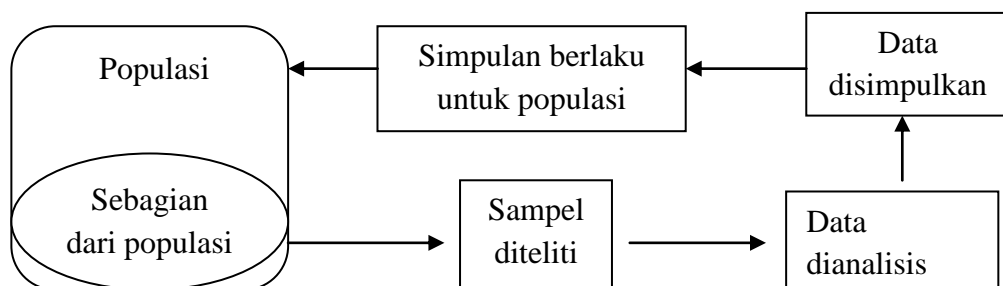 Populasi
Sebagian
dari populasi
Sampel
diteliti
Data
dianalisis
Data
disimpulkan
Simpulan berlaku
untuk populasi